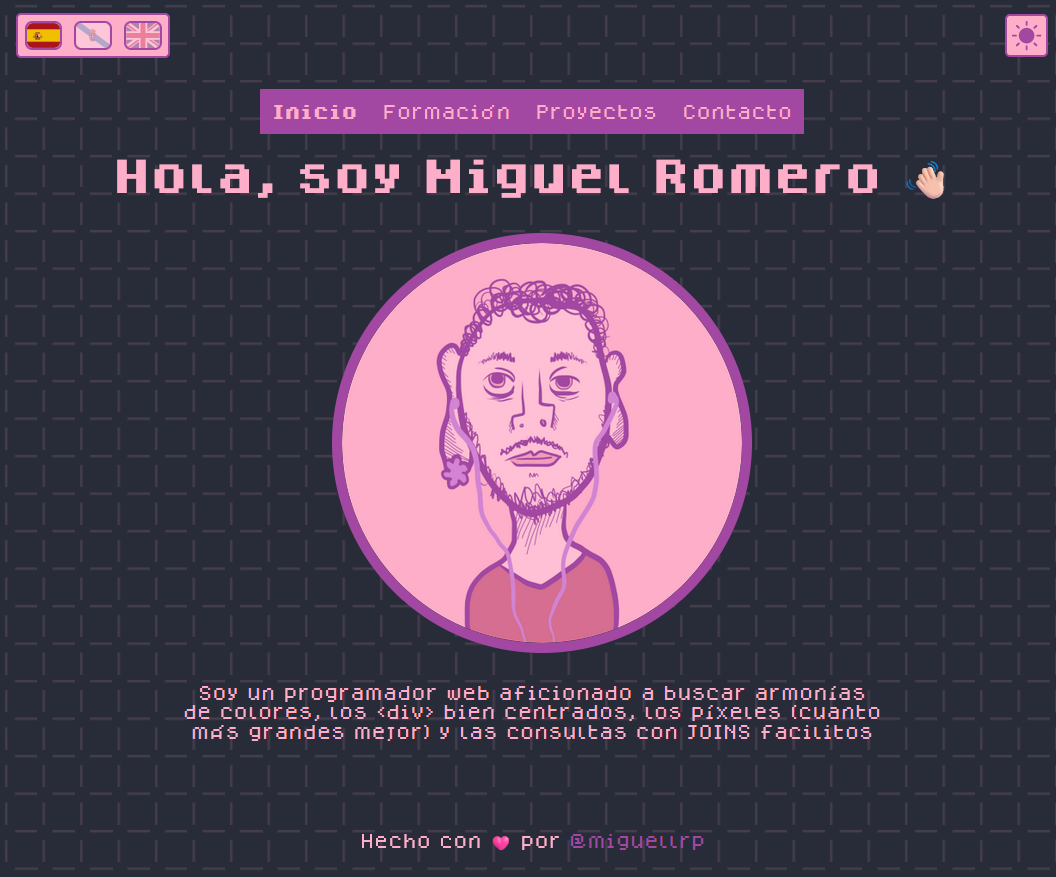 Inicio Formación Proyectos Contacto
Hola, soy Miguel Romero 👋🏻
Soy un programador web aficionado a buscar armonías
de colores, los <div> bien centrados, los píxeles (cuanto
más grandes mejor) y las consultas con JOINS facilitos
Hecho con 💗 por @miguellrp